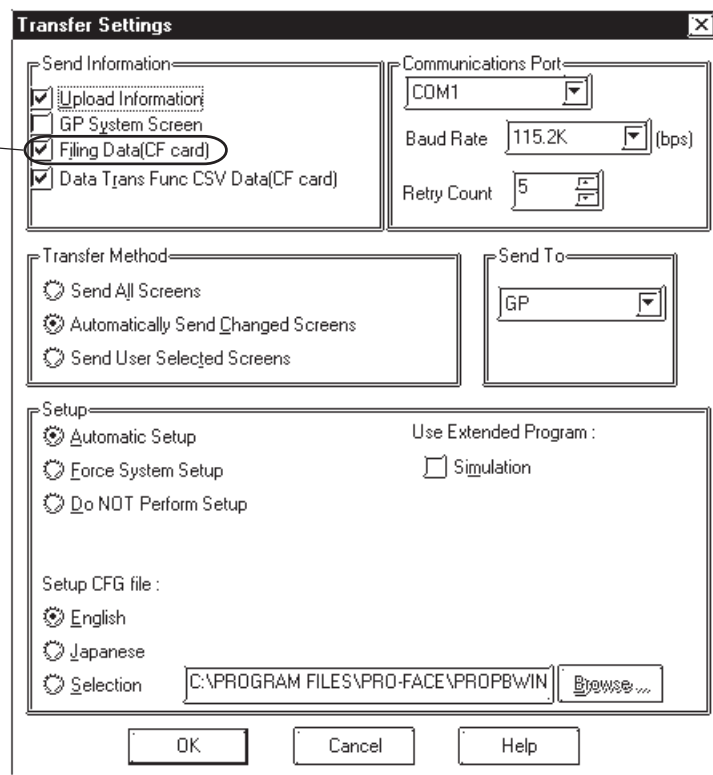 Transfer Settings
Send Information
Upload Information
GP System Screen
Filing Data(CF card)
Data Trans Func CSV Data(CF card)
Communications Port
COM1
Baud Rate 115.2K (bps)
Retry Count 5
Transfer Method
Send All Screens
Automatically Send Changed Screens
Send User Selected Screens
Send To
GP
Setup
Automatic Setup
Force System Setup
Do NOT Perform Setup
Use Extended Program :
Simulation
Setup CFG file :
English
Japanese
Selection C:\PROGRAM FILES\PRO-FACE\PROPBWIN Browse ...
OK Cancel Help